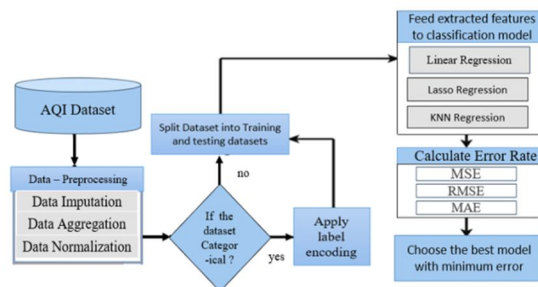 AQI Dataset
Data – Preprocessing
Data Imputation
Data Aggregation
Data Normalization
If the
dataset
Categor
-ical ?
no
yes
Apply
label
encoding
Split Dataset into Training
and testing datasets
Feed extracted features
to classification model
Linear Regression
Lasso Regression
KNN Regression
Calculate Error Rate
MSE
RMSE
MAE
Choose the best model
with minimum error